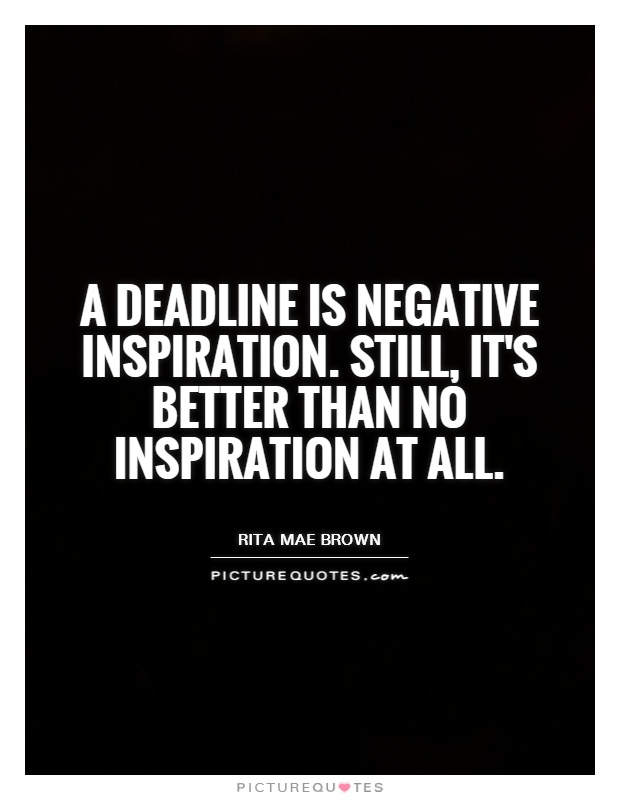 A DEADLINE IS NEGATIVE
INSPIRATION. STILL, IT'S
BETTER THAN NO
INSPIRATION AT ALL.
RITA MAE BROWN
PICTUREQUOTES.com
PICTUREQUOTES